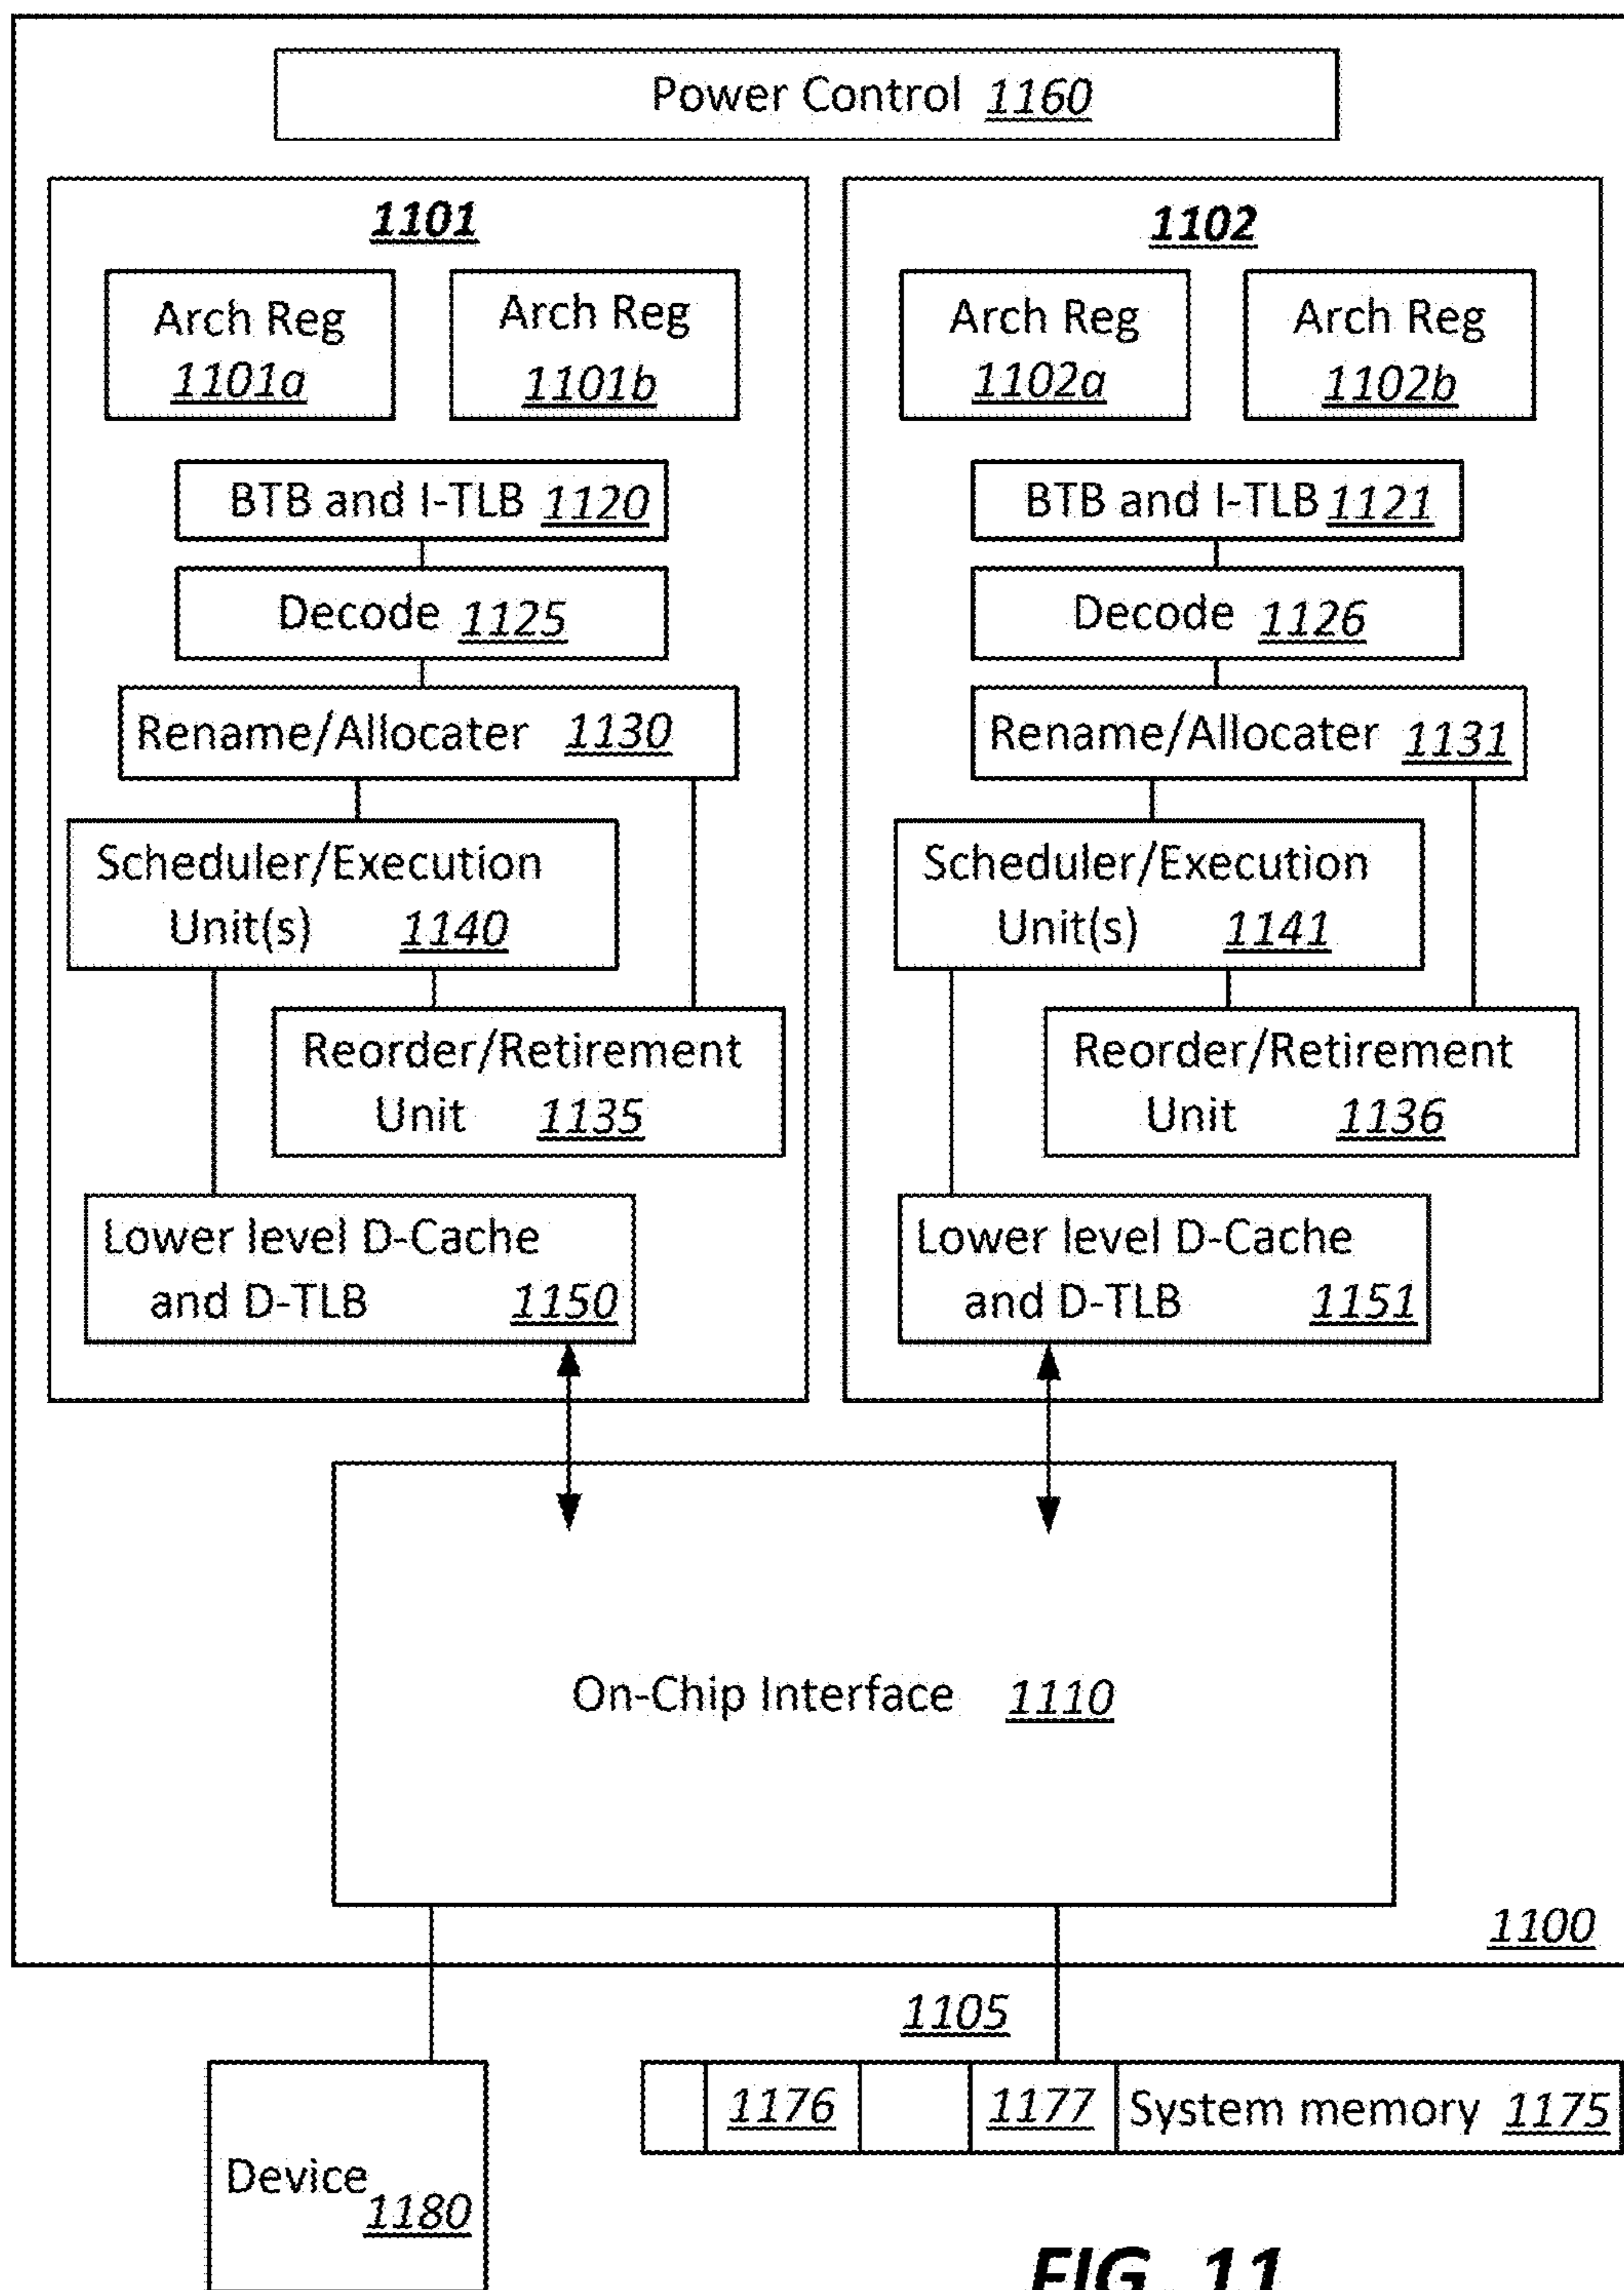 Power Control 1160
1101
Arch Reg
1101a
Arch Reg
1101b
BTB and I-TLB 1120
Decode 1125
Rename/Allocater 1130
Scheduler/Execution
Unit(s) 1140
Reorder/Retirement
Unit 1135
Lower level D-Cache
and D-TLB 1150
1102
Arch Reg
1102a
Arch Reg
1102b
BTB and I-TLB 1121
Decode 1126
Rename/Allocater 1131
Scheduler/Execution
Unit(s) 1141
Reorder/Retirement
Unit 1136
Lower level D-Cache
and D-TLB 1151
On-Chip Interface 1110
1100
1105
1176
1177
System memory 1175
Device 1180
FIG. 11